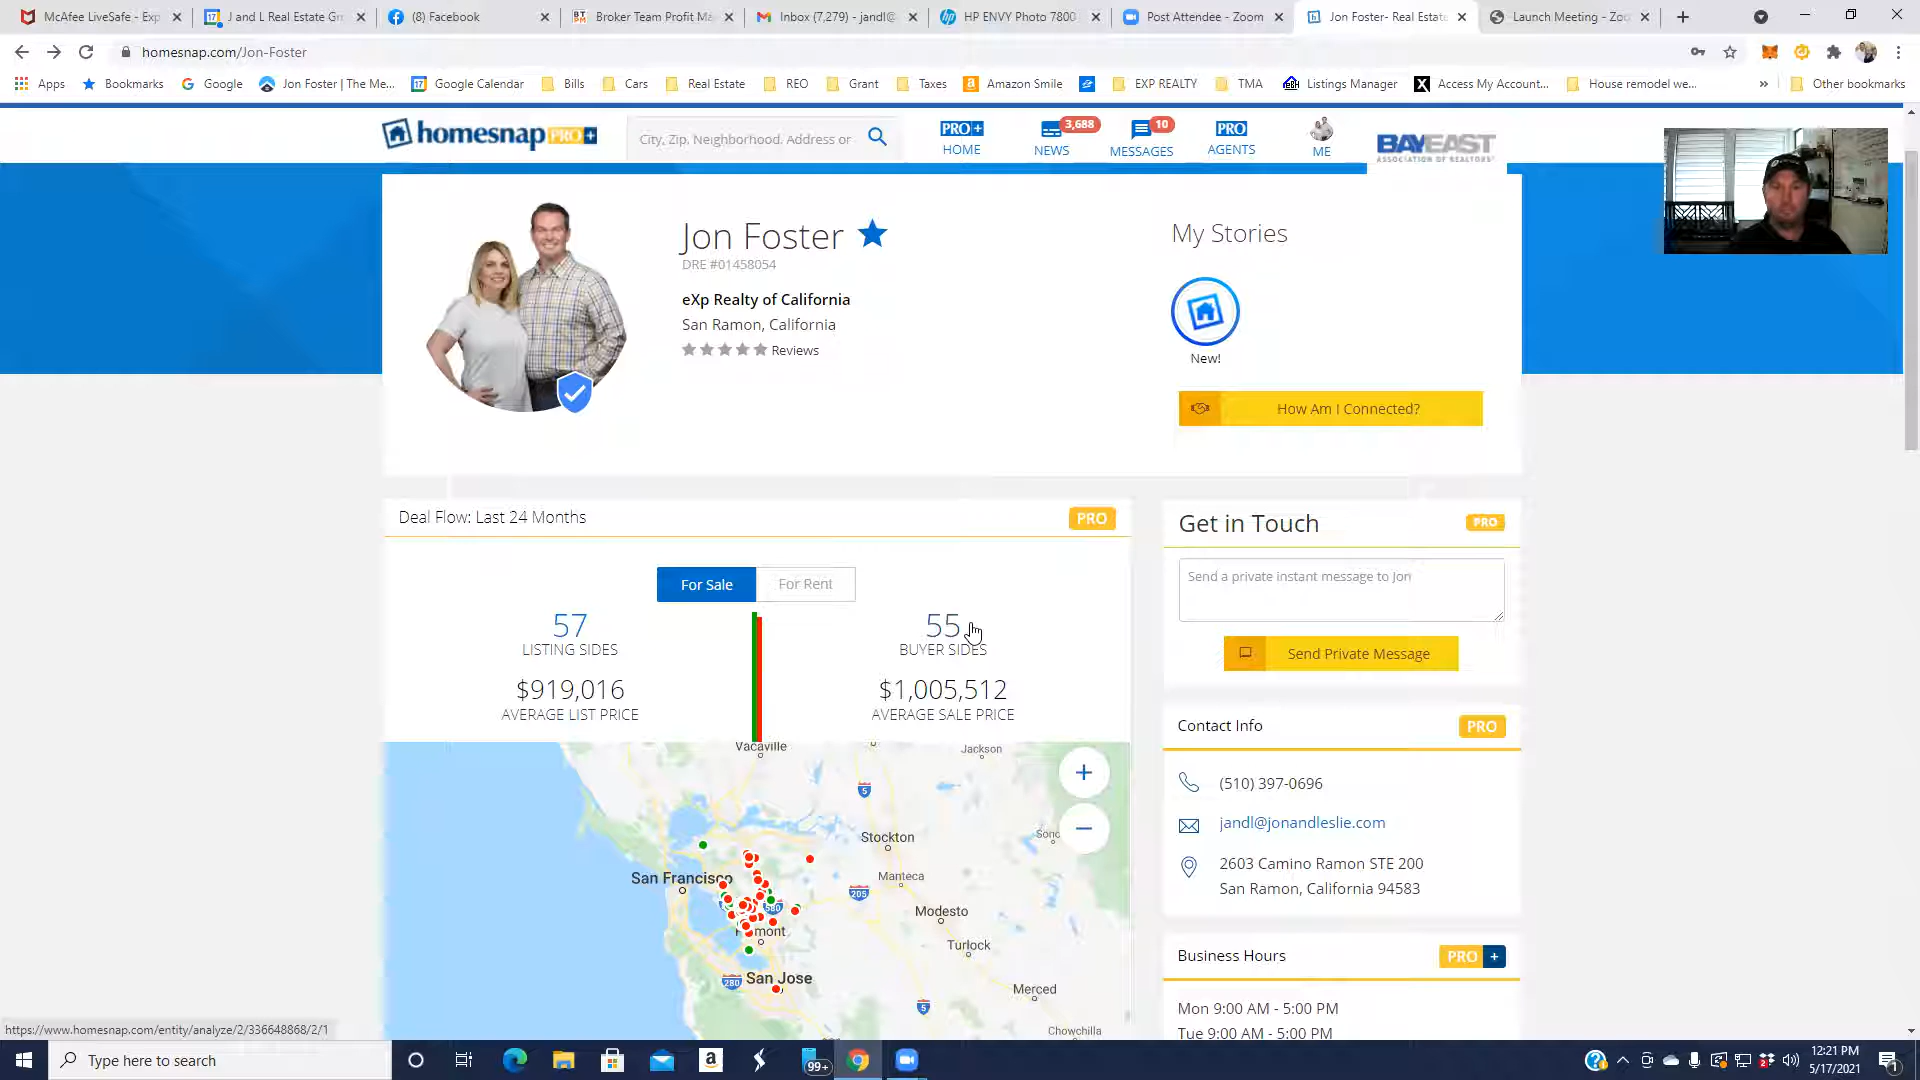 McAfee LiveSafe - Exp
J and L Real Estate Gr
(8) Facebook
Broker Team Profit Ma
Inbox (7,279) - jandl@
HP ENVY Photo 7800
Post Attendee - Zoom
Jon Foster- Real Estate
Launch Meeting - Zoo
homesnap.com/Jon-Foster
Apps
Bookmarks
Google
Jon Foster | The Me...
Google Calendar
Bills
Cars
Real Estate
REO
Grant
Taxes
Amazon Smile
EXP REALTY
TMA
Listings Manager
Access My Account...
House remodel we...
Other bookmarks
homesnap PRO+
City, Zip, Neighborhood, Address or
PRO+
HOME
3,688
NEWS
10
MESSAGES
PRO
AGENTS
ME
BAYEAST
ASSOCIATION OF REALTORS®
Jon Foster
DRE #01458054
eXp Realty of California
San Ramon, California
Reviews
My Stories
New!
How Am I Connected?
Deal Flow: Last 24 Months
PRO
For Sale
For Rent
57
LISTING SIDES
$919,016
AVERAGE LIST PRICE
55
BUYER SIDES
$1,005,512
AVERAGE SALE PRICE
Vacaville
Jackson
5
Stockton
Sono
San Francisco
Manteca
205
580
Modesto
Turlock
280
San Jose
Merced
5
Chowchilla
Get in Touch
PRO
Send a private instant message to Jon
Send Private Message
Contact Info
PRO
(510) 397-0696
jandl@jonandleslie.com
2603 Camino Ramon STE 200
San Ramon, California 94583
Business Hours
PRO +
Mon 9:00 AM - 5:00 PM
Tue 9:00 AM - 5:00 PM
https://www.homesnap.com/entity/analyze/2/336648868/2/1
Type here to search
99+
12:21 PM
5/17/2021